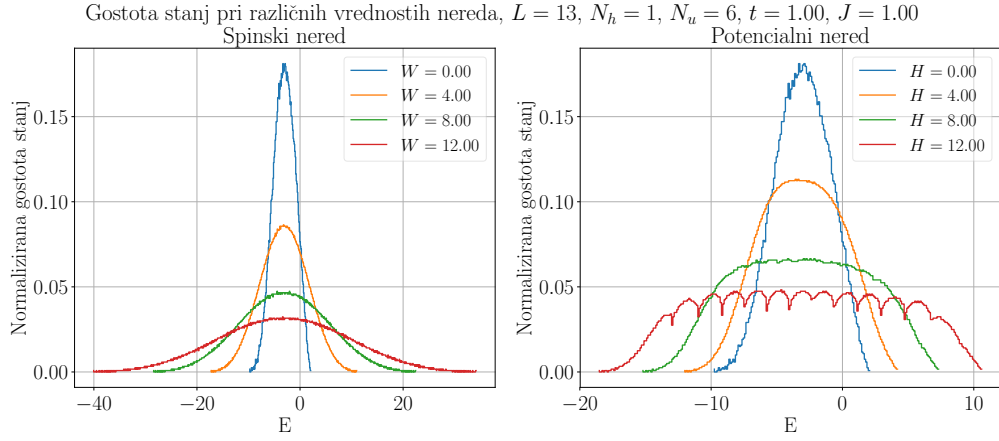 Gostota stanj pri različnih vrednostih nereda, L = 13, N_h = 1, N_u = 6, t = 1.00, J = 1.00
Spinski nered
Normalizirana gostota stanj
0.15
0.10
0.05
0.00
W = 0.00
W = 4.00
W = 8.00
W = 12.00
−40
−20
0
20
E
Potencialni nered
Normalizirana gostota stanj
0.15
0.10
0.05
0.00
H = 0.00
H = 4.00
H = 8.00
H = 12.00
−20
−10
0
10
E